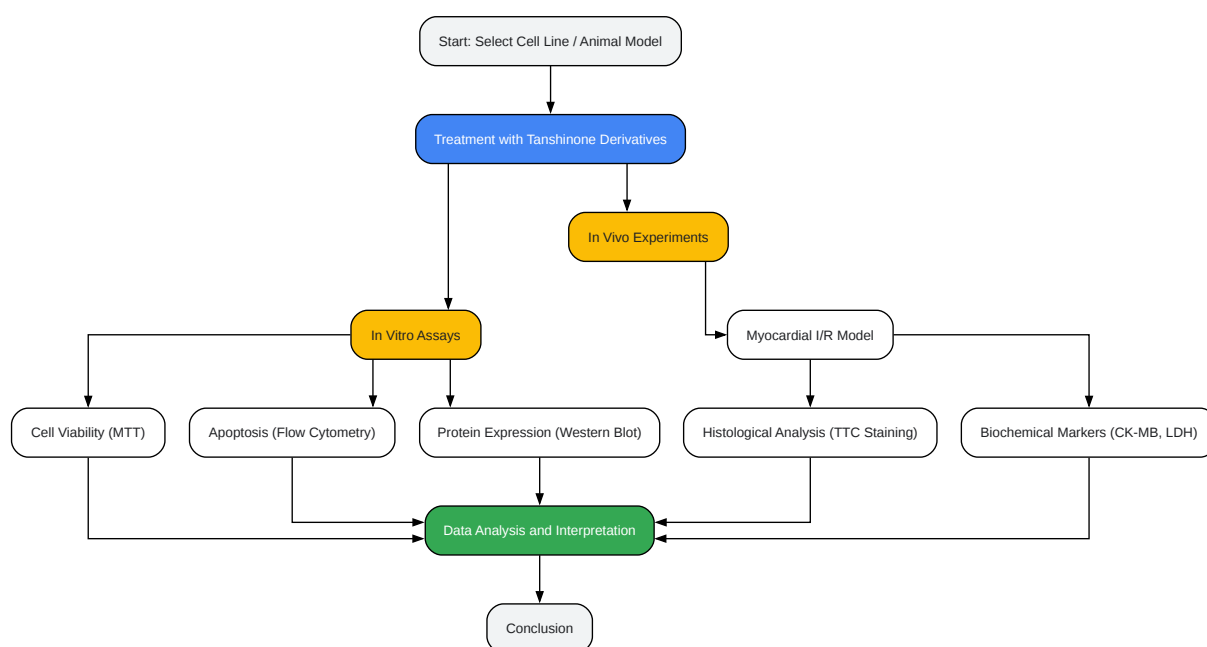 Start: Select Cell Line / Animal Model
Treatment with Tanshinone Derivatives
In Vivo Experiments
In Vitro Assays
Myocardial I/R Model
Cell Viability (MTT)
Apoptosis (Flow Cytometry)
Protein Expression (Western Blot)
Histological Analysis (TTC Staining)
Biochemical Markers (CK-MB, LDH)
Data Analysis and Interpretation
Conclusion